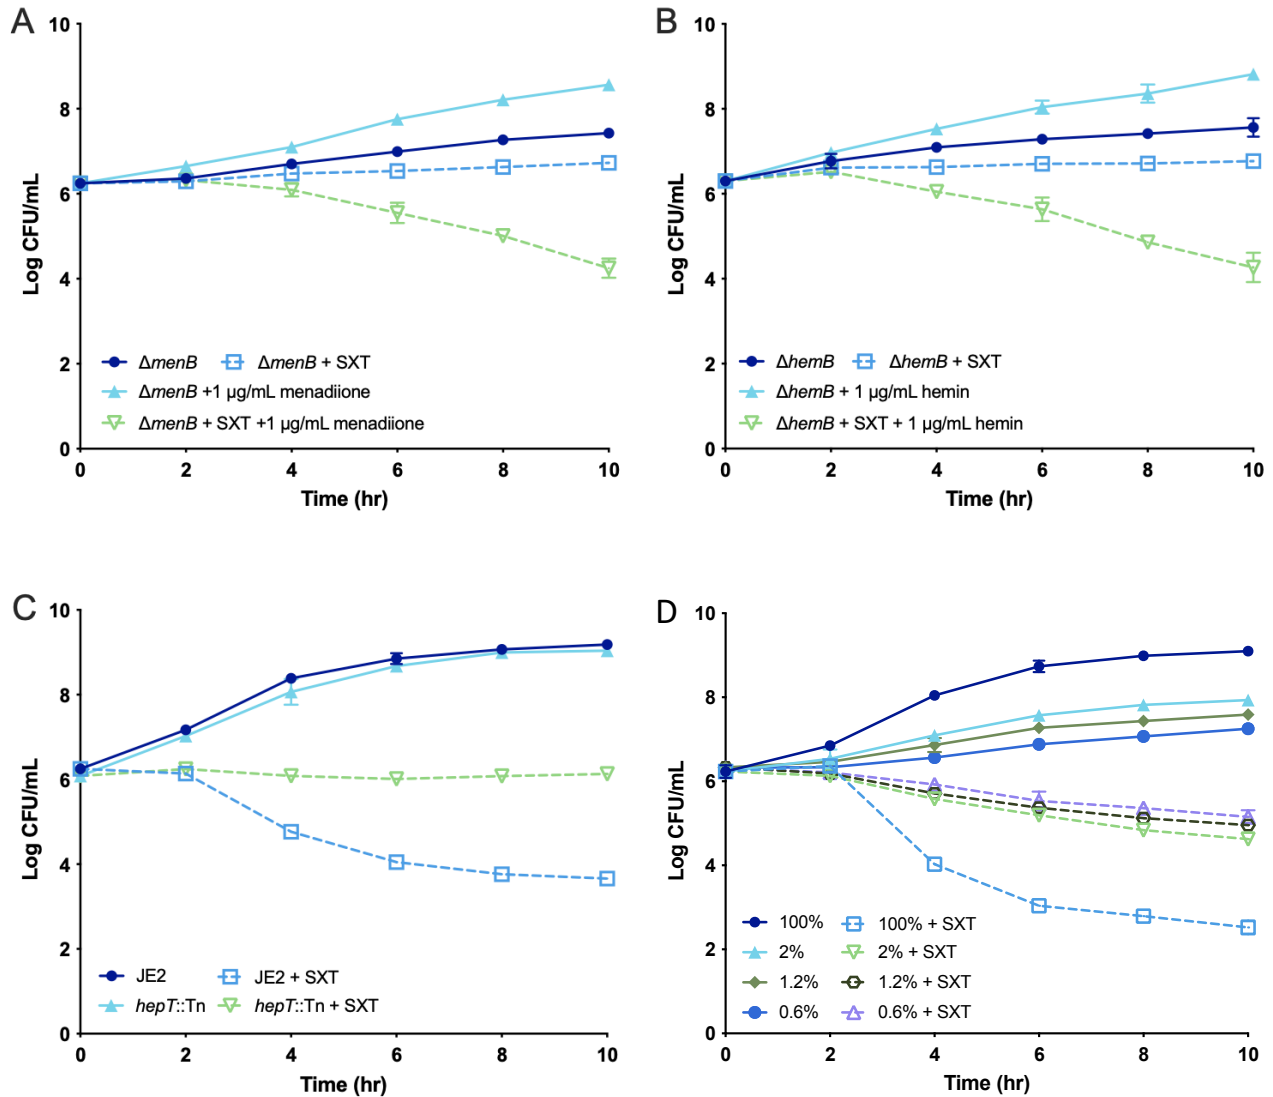 A
10
8
6
4
2
0
Log CFU/mL
ΔmenB
ΔmenB + SXT
ΔmenB +1 µg/mL menadiione
ΔmenB + SXT +1 µg/mL menadiione
0 2 4 6 8 10
Time (hr)
B
10
8
6
4
2
0
Log CFU/mL
ΔhemB
ΔhemB + SXT
ΔhemB + 1 µg/mL hemin
ΔhemB + SXT + 1 µg/mL hemin
0 2 4 6 8 10
Time (hr)
C
10
8
6
4
2
0
Log CFU/mL
JE2
JE2 + SXT
hepT::Tn
hepT::Tn + SXT
0 2 4 6 8 10
Time (hr)
D
10
8
6
4
2
0
Log CFU/mL
100%
100% + SXT
2%
2% + SXT
1.2%
1.2% + SXT
0.6%
0.6% + SXT
0 2 4 6 8 10
Time (hr)